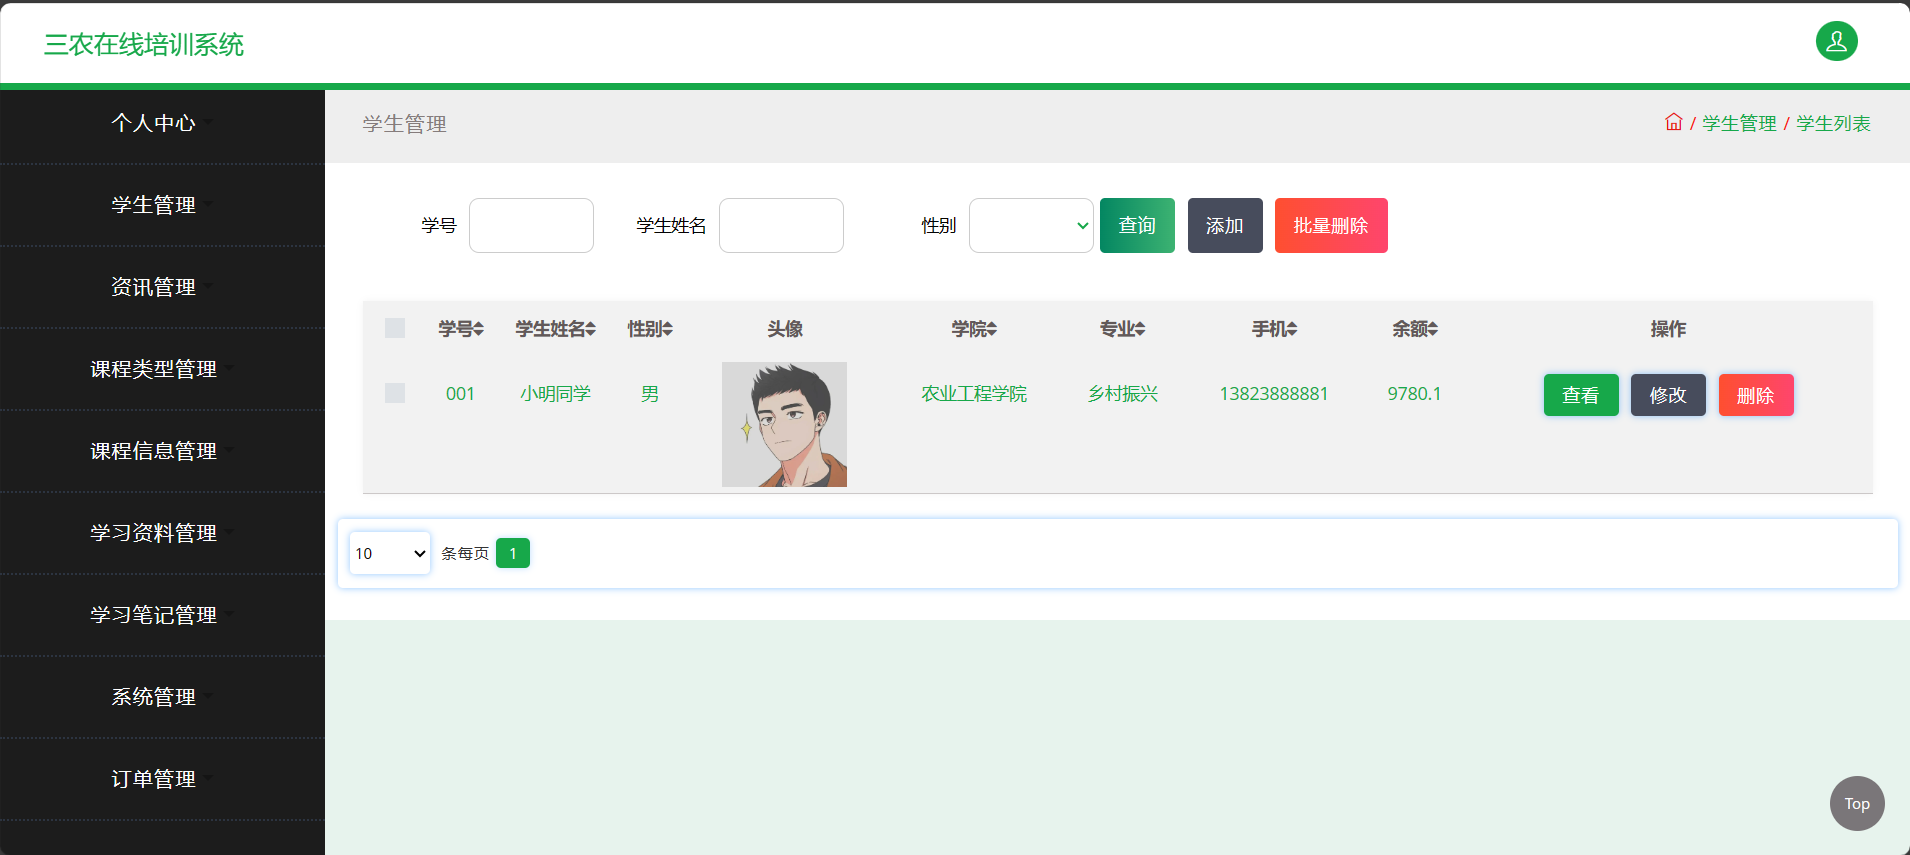 三农在线培训系统
个人中心
学生管理
资讯管理
课程类型管理
课程信息管理
学习资料管理
学习笔记管理
系统管理
订单管理
学生管理
/ 学生管理 / 学生列表
学号 学生姓名 性别 查询 添加 批量删除
学号 学生姓名 性别 头像 学院 专业 手机 余额 操作
001 小明同学 男 农业工程学院 乡村振兴 13823888881 9780.1 查看 修改 删除
10 条每页 1
Top